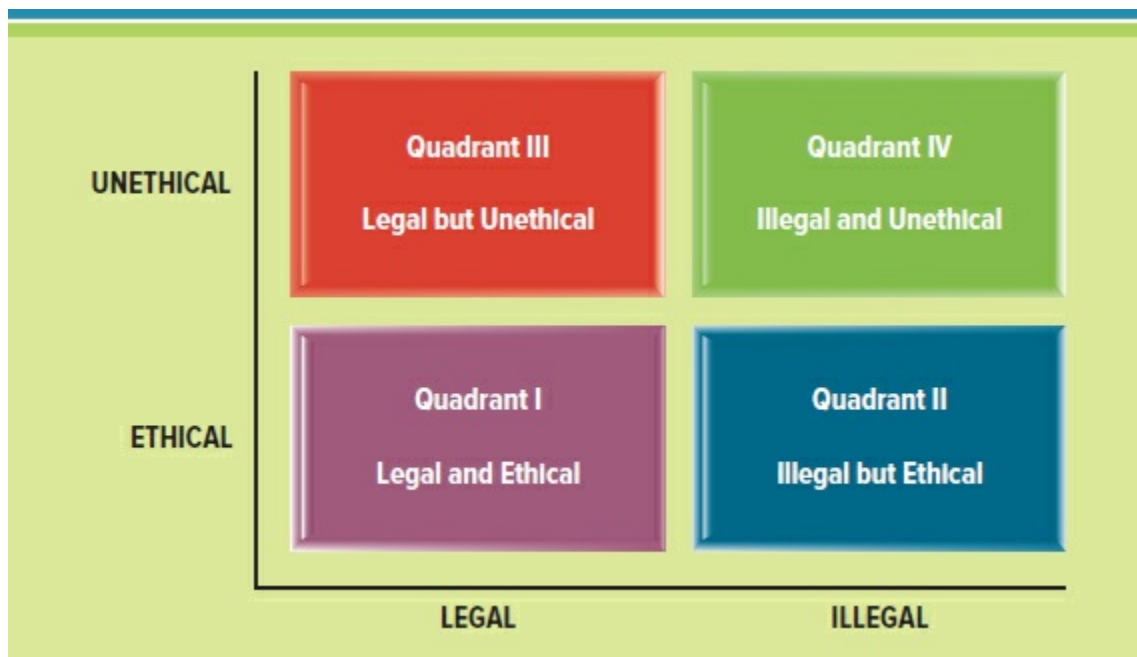 UNETHICAL
Quadrant III
Legal but Unethical
Quadrant IV
Illegal and Unethical
ETHICAL
Quadrant I
Legal and Ethical
Quadrant II
Illegal but Ethical
LEGAL
ILLEGAL